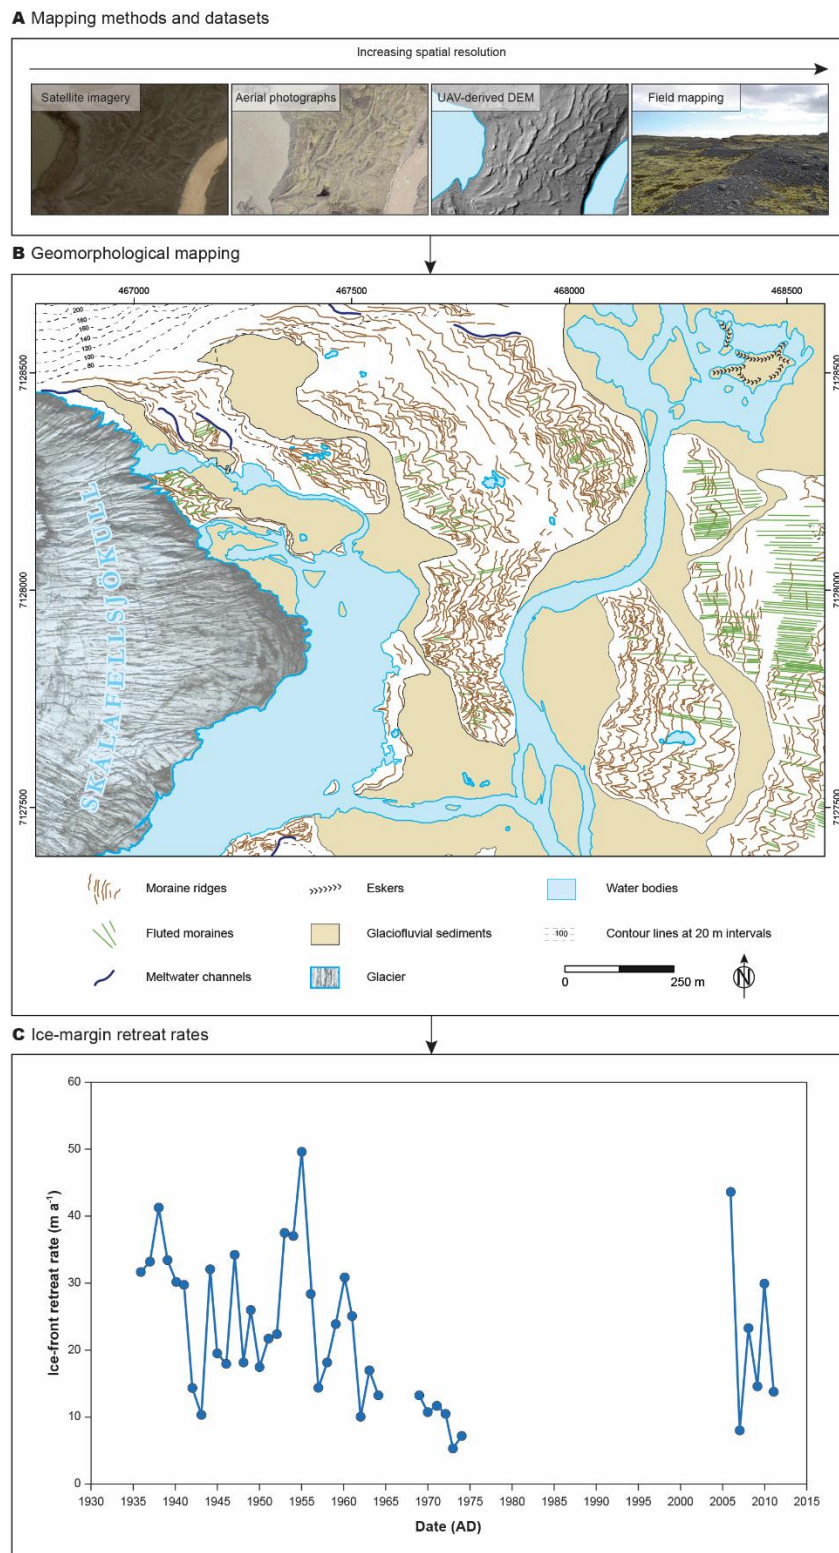 A Mapping methods and datasets
Increasing spatial resolution
Satellite imagery
Aerial photographs
UAV-derived DEM
Field mapping
B Geomorphological mapping
467000 467500 468000 468500
200
180
160
140
120
100
80
7128500 7128500
SKÁLAFELLSJÖKULL
7128000 7128000
7127500 7127500
Moraine ridges
Eskers
Water bodies
Fluted moraines
Glaciofluvial sediments
100
Contour lines at 20 m intervals
Meltwater channels
Glacier
0 250 m
N
C Ice-margin retreat rates
Ice-front retreat rate (m a⁻¹)
60
50
40
30
20
10
0
1930 1935 1940 1945 1950 1955 1960 1965 1970 1975 1980 1985 1990 1995 2000 2005 2010 2015
Date (AD)